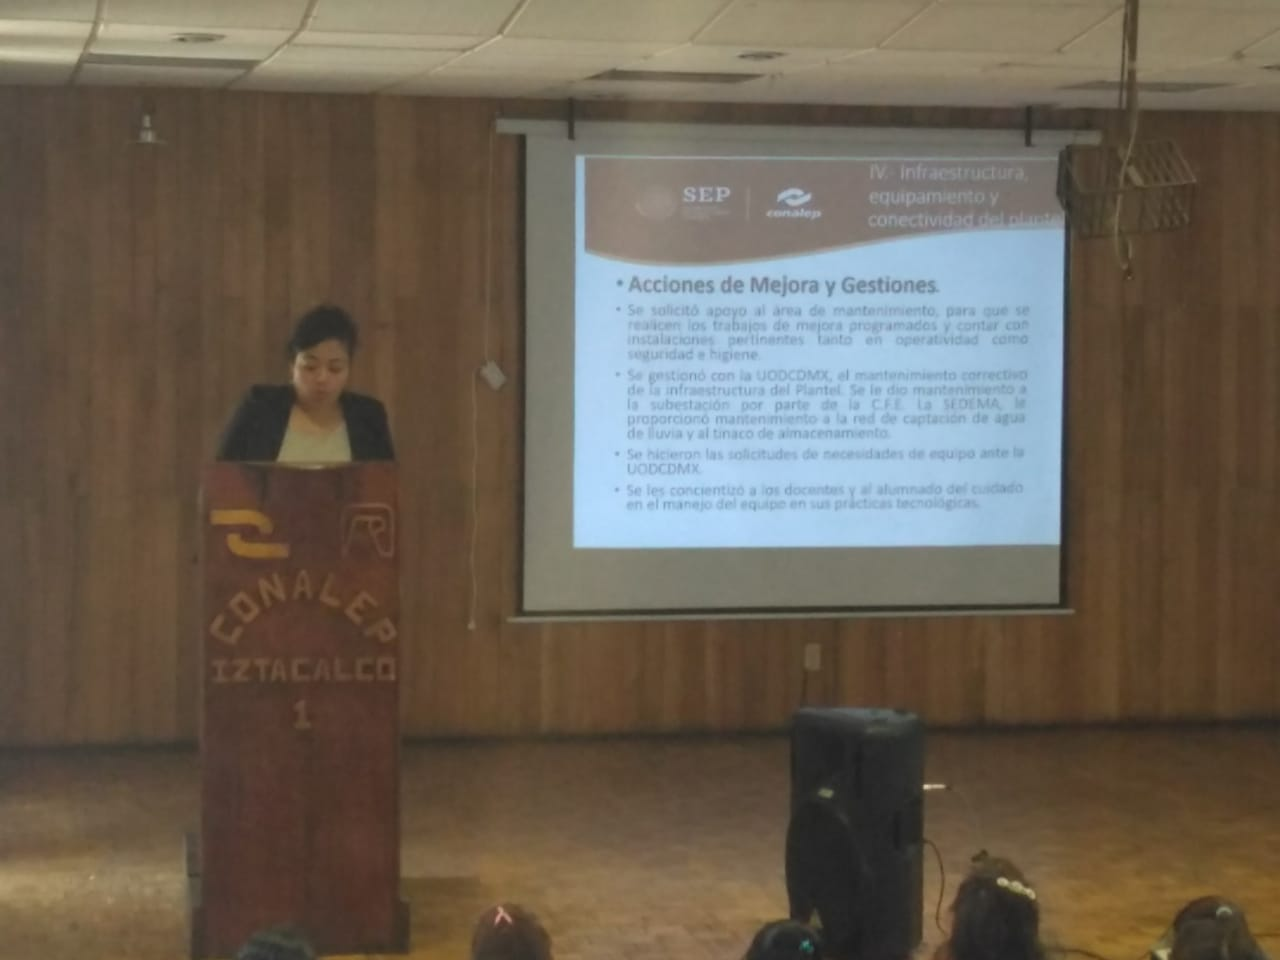 SEP
conalep
IV.- Infraestructura,
equipamiento y
conectividad del plantel
• Acciones de Mejora y Gestiones.
• Se solicitó apoyo al área de mantenimiento, para que se
realicen los trabajos de mejora programados y contar con
instalaciones pertinentes tanto en operatividad como
seguridad e higiene.
• Se gestionó con la UODCDMX, el mantenimiento correctivo
de la infraestructura del Plantel. Se le dio mantenimiento a
la subestación por parte de la C.F.E. La SEDEMA, le
proporcionó mantenimiento a la red de captación de agua
de lluvia y al tinaco de almacenamiento.
• Se hicieron las solicitudes de necesidades de equipo ante la
UODCDMX.
• Se les concientizó a los docentes y al alumnado del cuidado
en el manejo del equipo en sus prácticas tecnológicas.
CONALEP
IZTACALCO
1